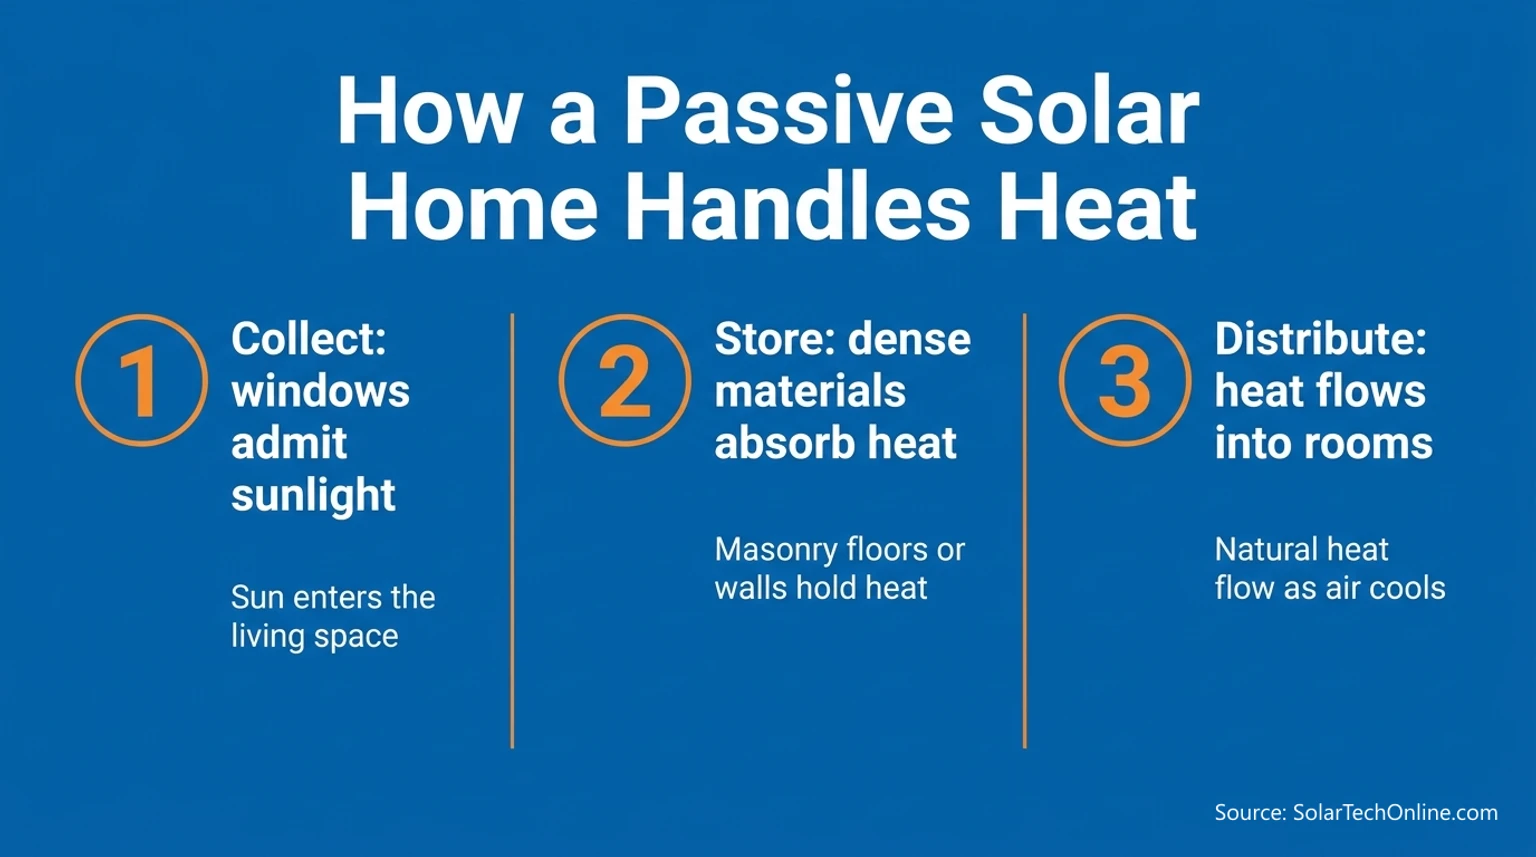 How a Passive Solar
Home Handles Heat
1
Collect:
windows
admit
sunlight
Sun enters the
living space
2
Store: dense
materials
absorb heat
Masonry floors or
walls hold heat
3
Distribute:
heat flows
into rooms
Natural heat
flow as air cools
Source: SolarTechOnline.com